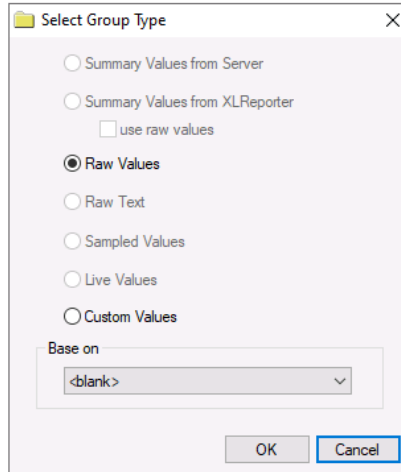 Select Group Type
Summary Values from Server
Summary Values from XLReporter
use raw values
Raw Values
Raw Text
Sampled Values
Live Values
Custom Values
Base on
<blank>
OK Cancel